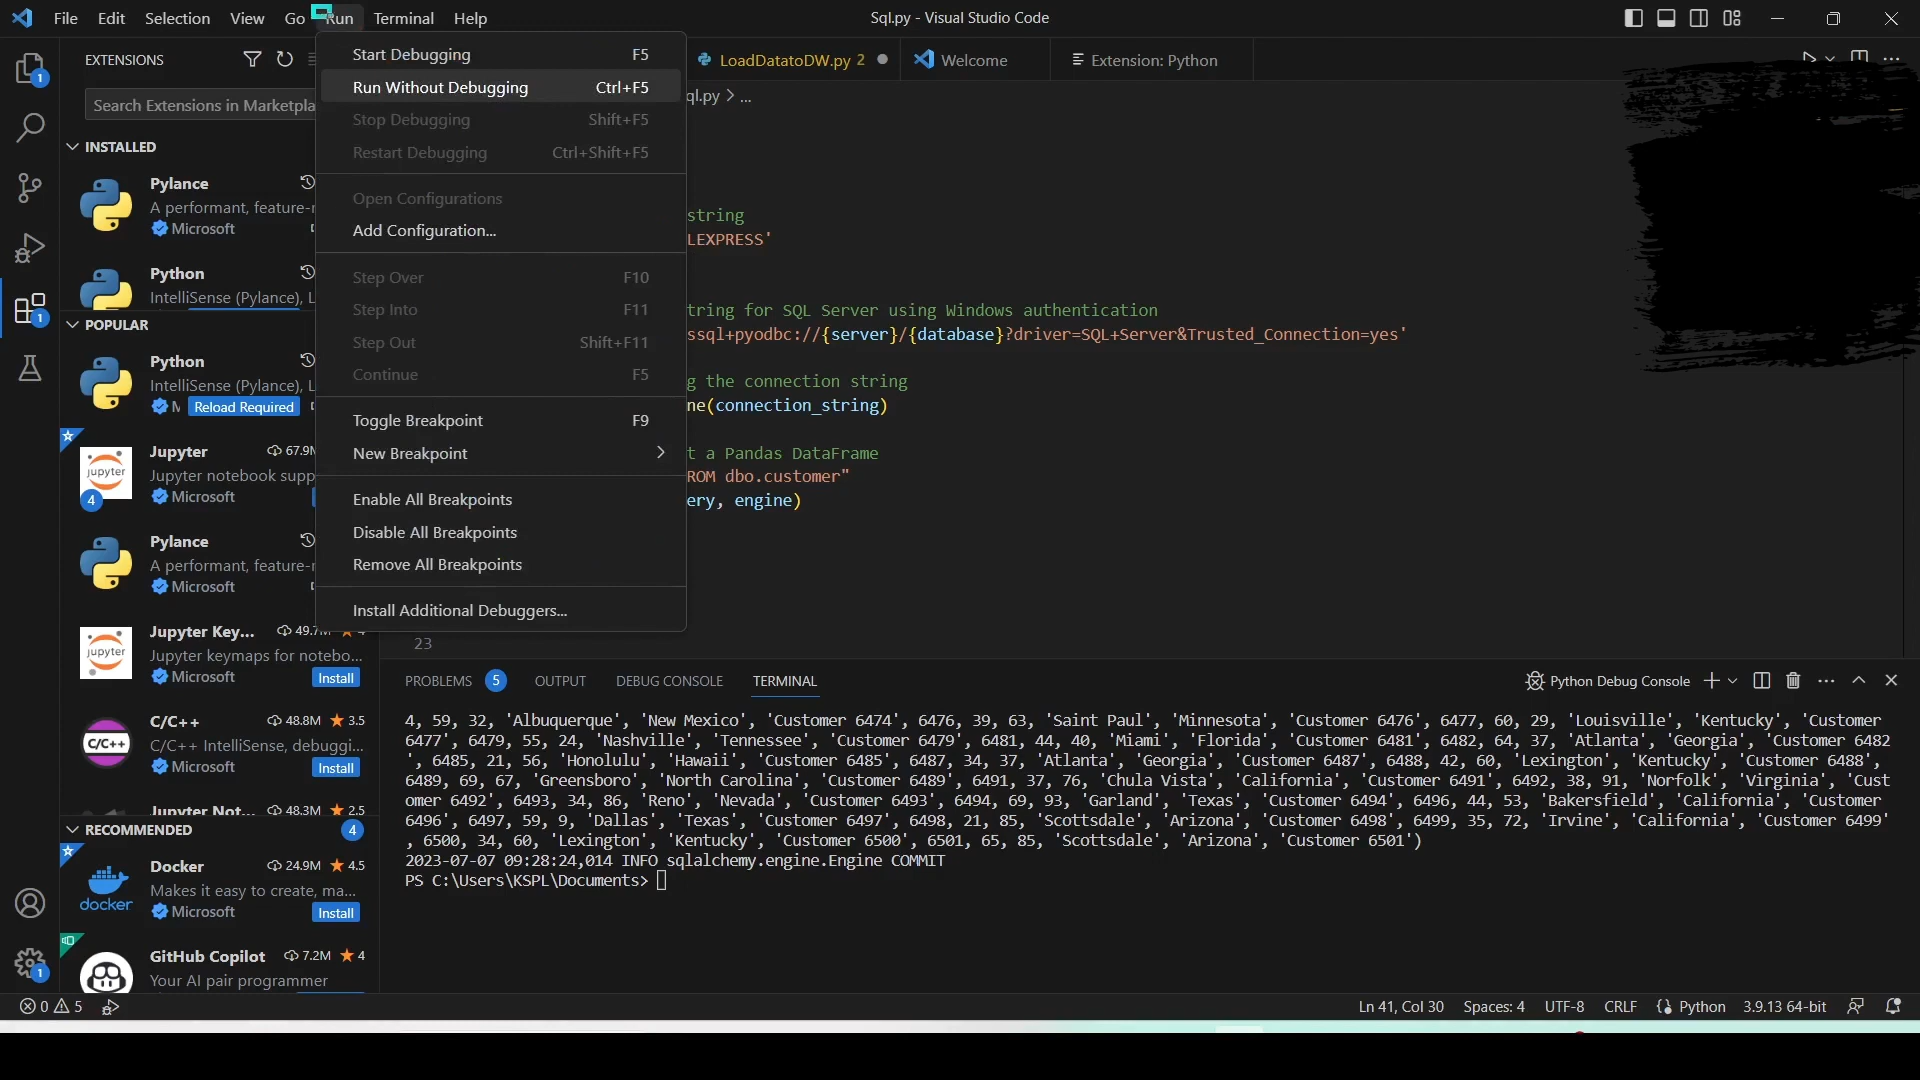 File Edit Selection View Go Run Terminal Help
Sql.py - Visual Studio Code
EXTENSIONS
Search Extensions in Marketpla
INSTALLED
Pylance
A performant, feature-r
Microsoft
Python
IntelliSense (Pylance), L
POPULAR
Python
IntelliSense (Pylance), L
Reload Required
Jupyter 67.9M
Jupyter notebook supp
Microsoft
4
Pylance
A performant, feature-r
Microsoft
Jupyter Key... 49.7M 4
Jupyter keymaps for notebo...
Microsoft Install
C/C++ 48.8M 3.5
C/C++ IntelliSense, debuggi...
Microsoft Install
Jupyter Not... 48.3M 2.5
RECOMMENDED 4
Docker 24.9M 4.5
Makes it easy to create, ma...
Microsoft Install
GitHub Copilot 7.2M 4
Your AI pair programmer
Start Debugging F5
Run Without Debugging Ctrl+F5
Stop Debugging Shift+F5
Restart Debugging Ctrl+Shift+F5
Open Configurations
Add Configuration...
Step Over F10
Step Into F11
Step Out Shift+F11
Continue F5
Toggle Breakpoint F9
New Breakpoint
Enable All Breakpoints
Disable All Breakpoints
Remove All Breakpoints
Install Additional Debuggers...
LoadDatatoDW.py 2 Welcome Extension: Python
ql.py > ...
string
LEXPRESS'
tring for SQL Server using Windows authentication
ssql+pyodbc://{server}/{database}?driver=SQL+Server&Trusted_Connection=yes'
g the connection string
ne(connection_string)
t a Pandas DataFrame
ROM dbo.customer"
ery, engine)
23
PROBLEMS 5 OUTPUT DEBUG CONSOLE TERMINAL
Python Debug Console
4, 59, 32, 'Albuquerque', 'New Mexico', 'Customer 6474', 6476, 39, 63, 'Saint Paul', 'Minnesota', 'Customer 6476', 6477, 60, 29, 'Louisville', 'Kentucky', 'Customer
6477', 6479, 55, 24, 'Nashville', 'Tennessee', 'Customer 6479', 6481, 44, 40, 'Miami', 'Florida', 'Customer 6481', 6482, 64, 37, 'Atlanta', 'Georgia', 'Customer 6482
', 6485, 21, 56, 'Honolulu', 'Hawaii', 'Customer 6485', 6487, 34, 37, 'Atlanta', 'Georgia', 'Customer 6487', 6488, 42, 60, 'Lexington', 'Kentucky', 'Customer 6488',
6489, 69, 67, 'Greensboro', 'North Carolina', 'Customer 6489', 6491, 37, 76, 'Chula Vista', 'California', 'Customer 6491', 6492, 38, 91, 'Norfolk', 'Virginia', 'Cust
omer 6492', 6493, 34, 86, 'Reno', 'Nevada', 'Customer 6493', 6494, 69, 93, 'Garland', 'Texas', 'Customer 6494', 6496, 44, 53, 'Bakersfield', 'California', 'Customer
6496', 6497, 59, 9, 'Dallas', 'Texas', 'Customer 6497', 6498, 21, 85, 'Scottsdale', 'Arizona', 'Customer 6498', 6499, 35, 72, 'Irvine', 'California', 'Customer 6499'
, 6500, 34, 60, 'Lexington', 'Kentucky', 'Customer 6500', 6501, 65, 85, 'Scottsdale', 'Arizona', 'Customer 6501')
2023-07-07 09:28:24,014 INFO sqlalchemy.engine.Engine COMMIT
PS C:\Users\KSPL\Documents>
0 5 Ln 41, Col 30 Spaces: 4 UTF-8 CRLF Python 3.9.13 64-bit